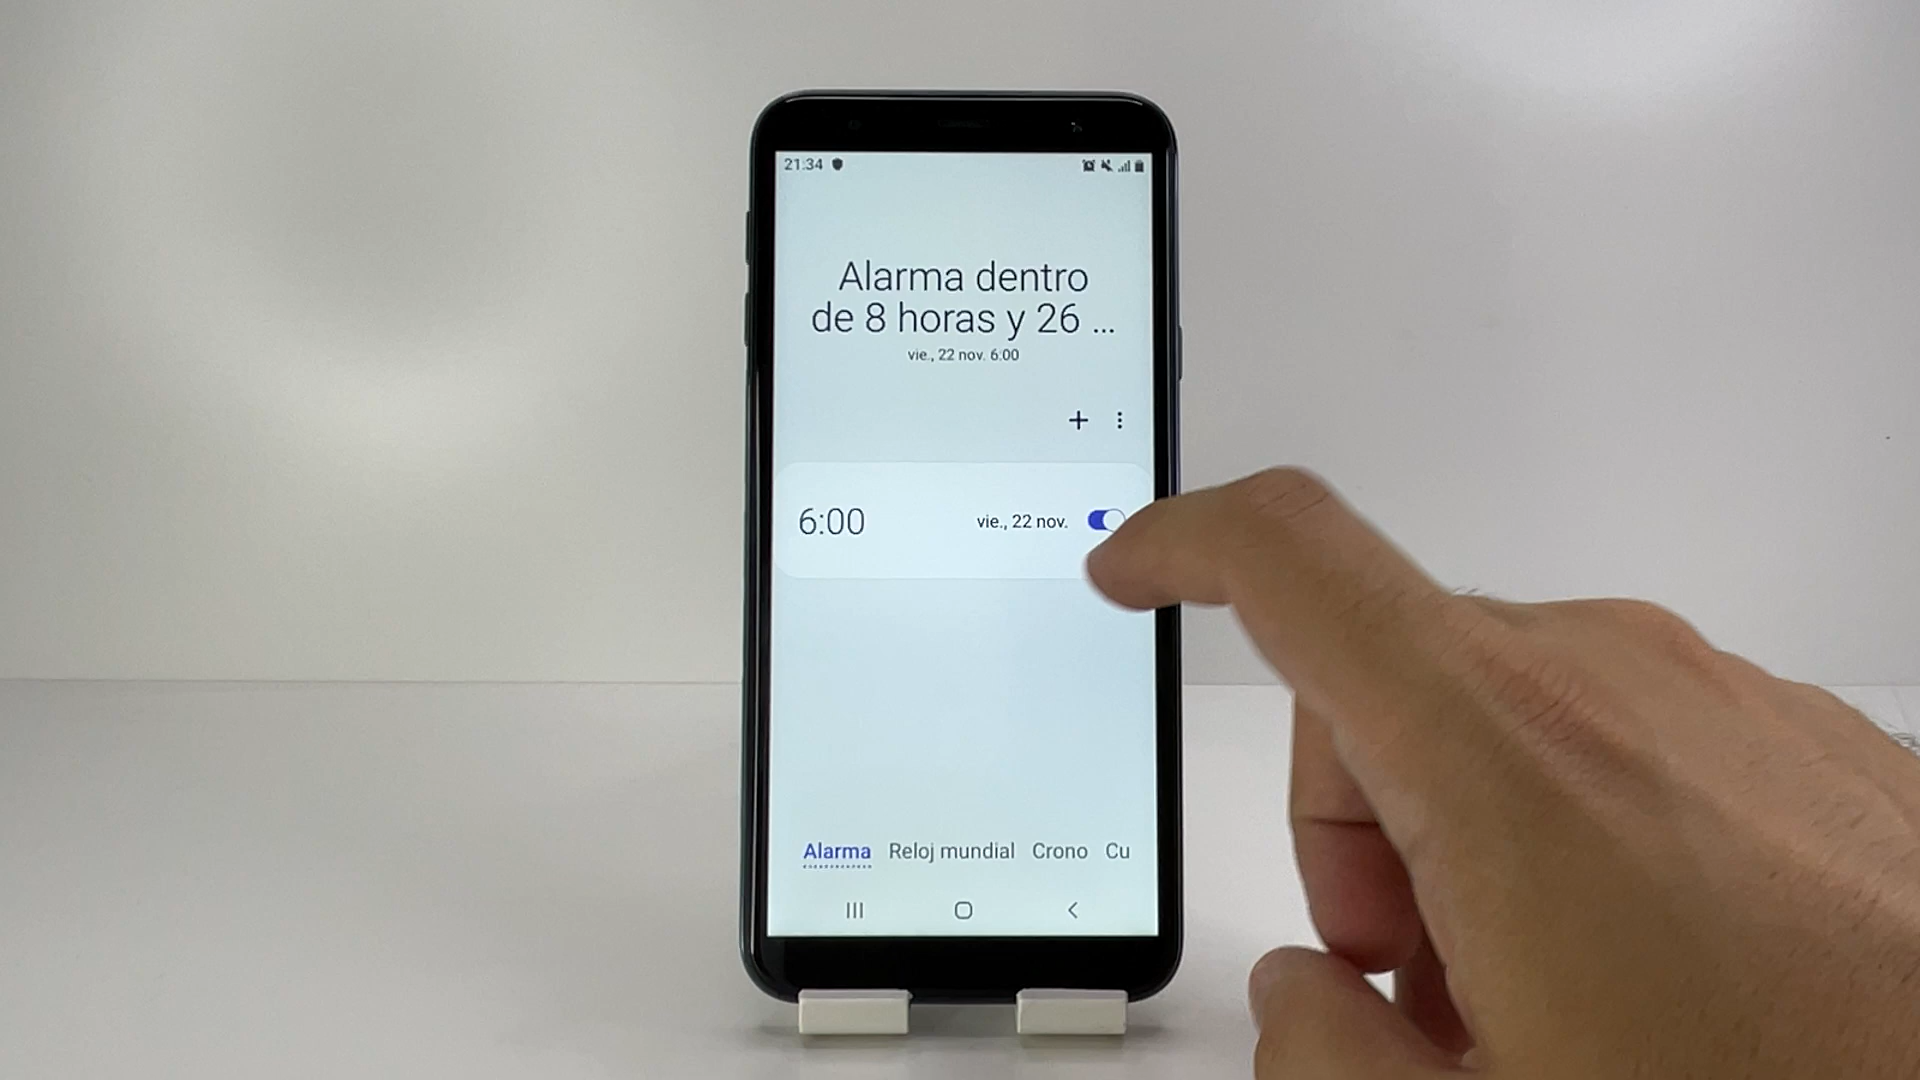 21:34
Alarma dentro
de 8 horas y 26 ...
vie., 22 nov. 6:00
6:00 vie., 22 nov.
Alarma Reloj mundial Crono Cu